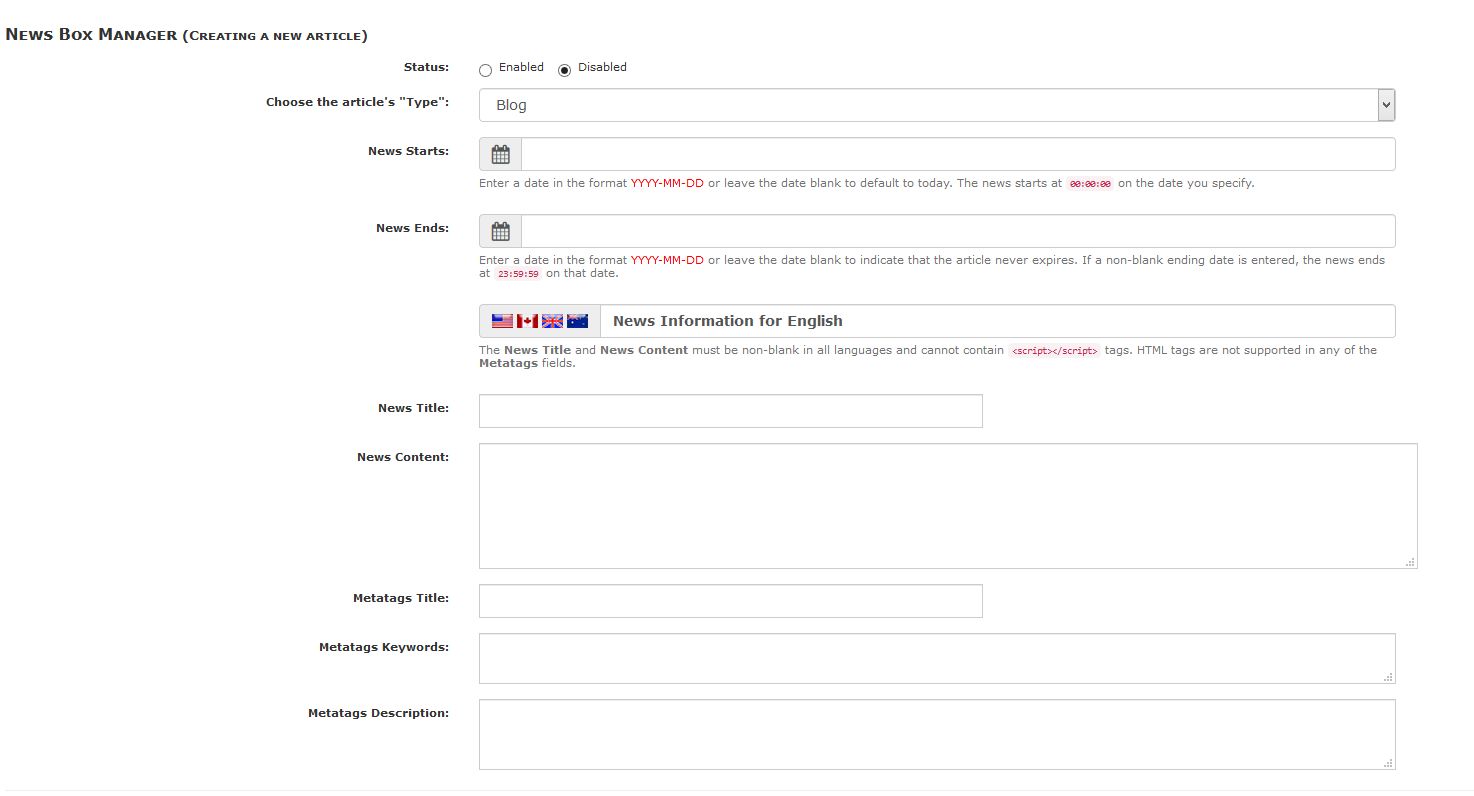 News Box Manager (Creating a new article)
Status: Enabled Disabled
Choose the article's "Type": Blog
News Starts:
Enter a date in the format YYYY-MM-DD or leave the date blank to default to today. The news starts at 00:00:00 on the date you specify.
News Ends:
Enter a date in the format YYYY-MM-DD or leave the date blank to indicate that the article never expires. If a non-blank ending date is entered, the news ends
at 23:59:59 on that date.
News Information for English
The News Title and News Content must be non-blank in all languages and cannot contain <script></script> tags. HTML tags are not supported in any of the
Metatags fields.
News Title:
News Content:
Metatags Title:
Metatags Keywords:
Metatags Description: